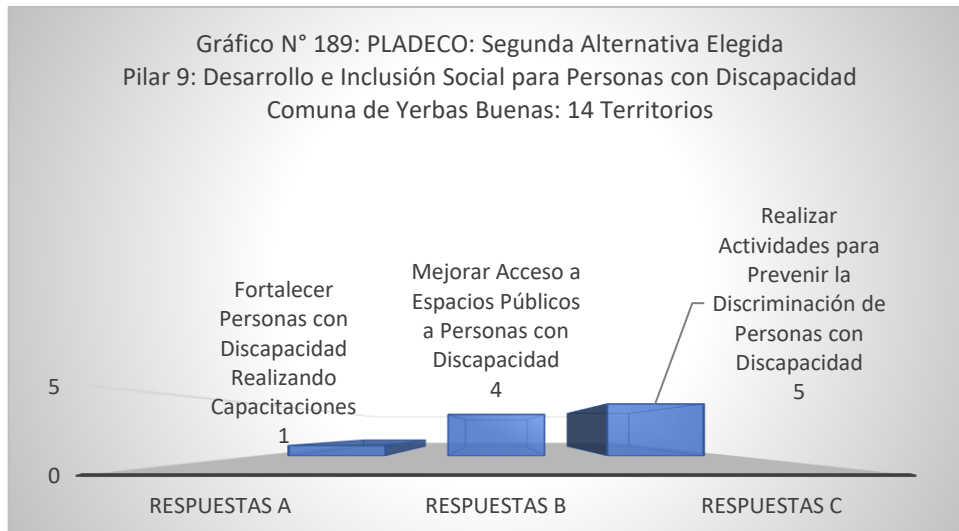 Gráfico N° 189: PLADECO: Segunda Alternativa Elegida
Pilar 9: Desarrollo e Inclusión Social para Personas con Discapacidad
Comuna de Yerbas Buenas: 14 Territorios
Fortalecer
Personas con
Discapacidad
Realizando
Capacitaciones
1
Mejorar Acceso a
Espacios Públicos
a Personas con
Discapacidad
4
Realizar
Actividades para
Prevenir la
Discriminación de
Personas con
Discapacidad
5
5
0
RESPUESTAS A
RESPUESTAS B
RESPUESTAS C